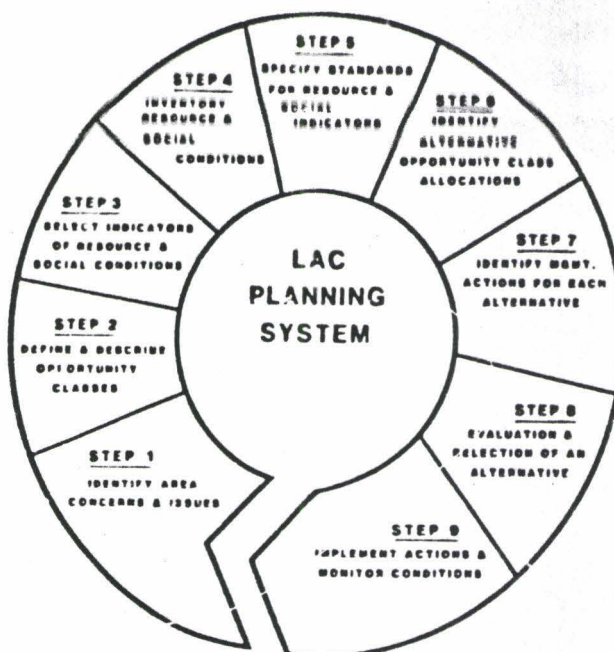 LAC
PLANNING
SYSTEM
STEP 1
IDENTIFY AREA
CONCERNS & ISSUES
STEP 2
DEFINE & DESCRIBE
OPPORTUNITY
CLASSES
STEP 3
SELECT INDICATORS
OF RESOURCE &
SOCIAL CONDITIONS
STEP 4
INVENTORY
RESOURCE &
SOCIAL
CONDITIONS
STEP 5
SPECIFY STANDARDS
FOR RESOURCE &
SOCIAL
INDICATORS
STEP 6
IDENTIFY
ALTERNATIVE
OPPORTUNITY CLASS
ALLOCATIONS
STEP 7
IDENTIFY MGMT.
ACTIONS FOR EACH
ALTERNATIVE
STEP 8
EVALUATION &
SELECTION OF AN
ALTERNATIVE
STEP 9
IMPLEMENT ACTIONS &
MONITOR CONDITIONS